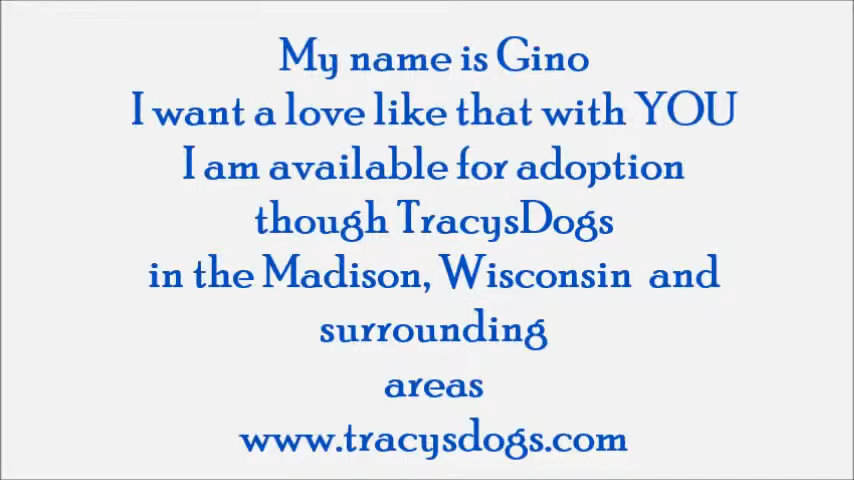 My name is Gino
I want a love like that with YOU
I am available for adoption
though TracysDogs
in the Madison, Wisconsin and
surrounding
areas
www.tracysdogs.com